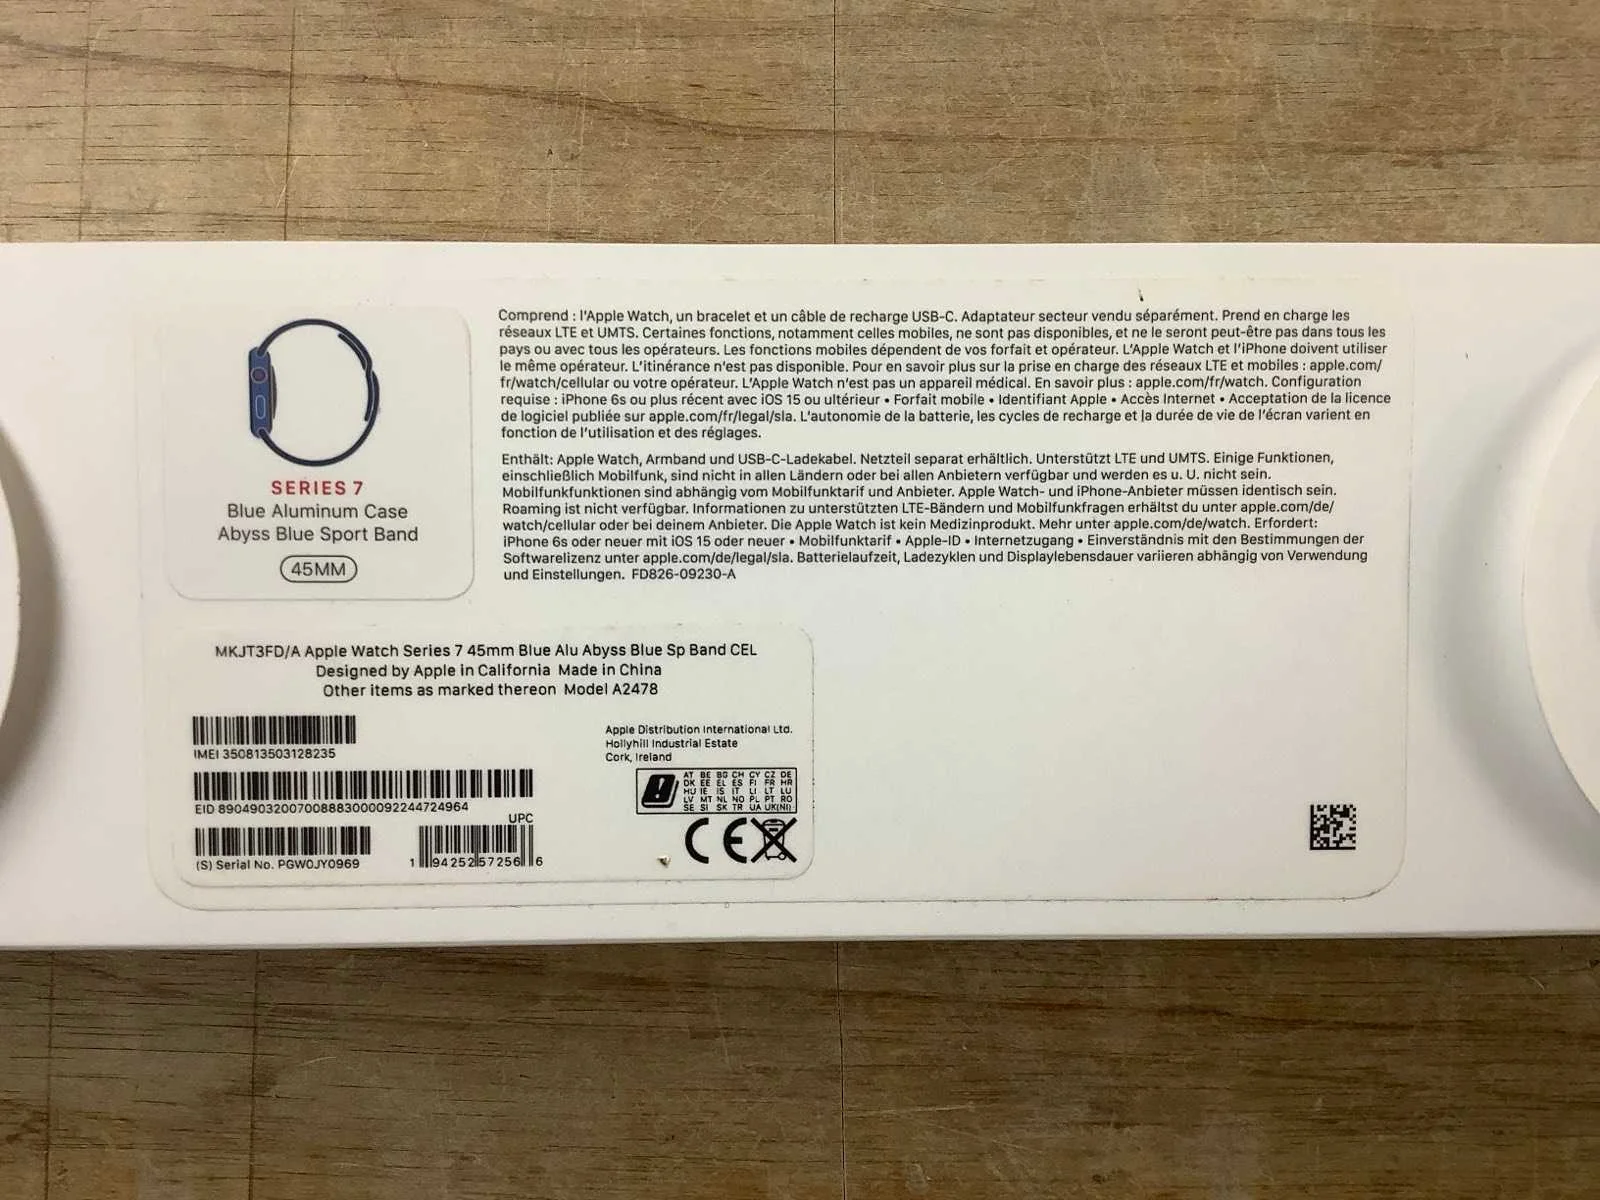 Comprend : l'Apple Watch, un bracelet et un câble de recharge USB-C. Adaptateur secteur vendu séparément. Prend en charge les
réseaux LTE et UMTS. Certaines fonctions, notamment celles mobiles, ne sont pas disponibles, et ne le seront peut-être pas dans tous les
pays ou avec tous les opérateurs. Les fonctions mobiles dépendent de vos forfait et opérateur. L'Apple Watch et l'iPhone doivent utiliser
le même opérateur. L'itinérance n'est pas disponible. Pour en savoir plus sur la prise en charge des réseaux LTE et mobiles : apple.com/
fr/watch/cellular ou votre opérateur. L'Apple Watch n'est pas un appareil médical. En savoir plus : apple.com/fr/watch. Configuration
requise : iPhone 6s ou plus récent avec iOS 15 ou ultérieur • Forfait mobile • Identifiant Apple • Accès Internet • Acceptation de la licence
de logiciel publiée sur apple.com/fr/legal/sla. L'autonomie de la batterie, les cycles de recharge et la durée de vie de l'écran varient en
fonction de l'utilisation et des réglages.
Enthält: Apple Watch, Armband und USB-C-Ladekabel. Netzteil separat erhältlich. Unterstützt LTE und UMTS. Einige Funktionen,
einschließlich Mobilfunk, sind nicht in allen Ländern oder bei allen Anbietern verfügbar und werden es u. U. nicht sein.
Mobilfunkfunktionen sind abhängig vom Mobilfunktarif und Anbieter. Apple Watch- und iPhone-Anbieter müssen identisch sein.
Roaming ist nicht verfügbar. Informationen zu unterstützten LTE-Bändern und Mobilfunkfragen erhältst du unter apple.com/de/
watch/cellular oder bei deinem Anbieter. Die Apple Watch ist kein Medizinprodukt. Mehr unter apple.com/de/watch. Erfordert:
iPhone 6s oder neuer mit iOS 15 oder neuer • Mobilfunktarif • Apple-ID • Internetzugang • Einverständnis mit den Bestimmungen der
Softwarelizenz unter apple.com/de/legal/sla. Batterielaufzeit, Ladezyklen und Displaylebensdauer variieren abhängig von Verwendung
und Einstellungen. FD826-09230-A
SERIES 7
Blue Aluminum Case
Abyss Blue Sport Band
45MM
MKJT3FD/A Apple Watch Series 7 45mm Blue Alu Abyss Blue Sp Band CEL
Designed by Apple in California Made in China
Other items as marked thereon Model A2478
IMEI 350813503128235
EID 89049032007008883000092244724964
(S) Serial No. PGW0JY0969
UPC
1 94252 57256 6
Apple Distribution International Ltd.
Hollyhill Industrial Estate
Cork, Ireland
AT BE BG CH CY CZ DE
DK EE EL ES FI FR HR
HU IE IS IT LI LT LU
LV MT NL NO PL PT RO
SE SI SK TR UA UK(NI)
CE